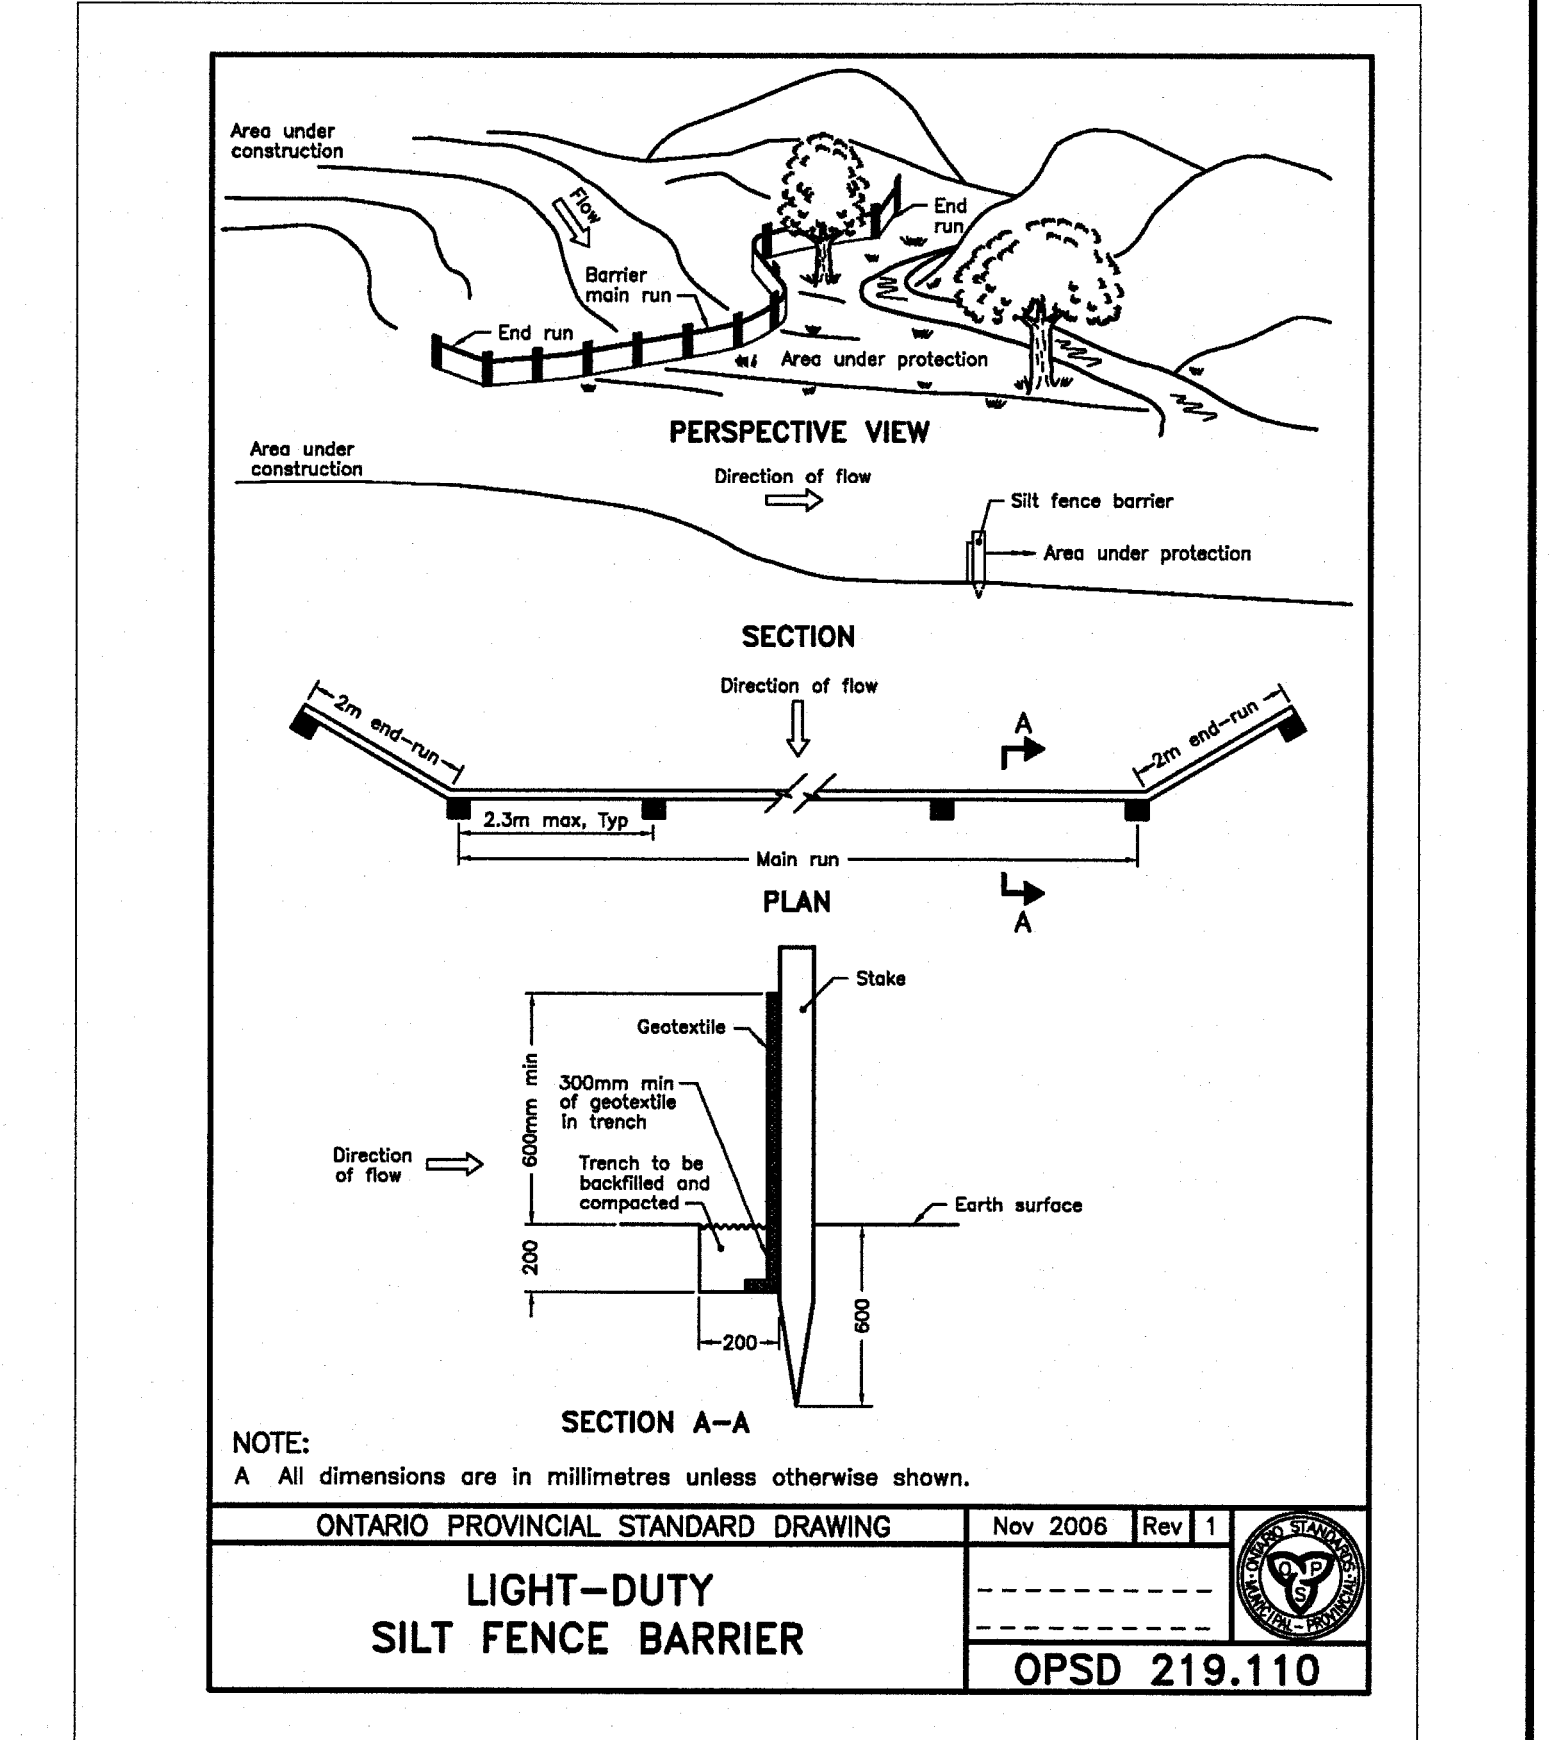 Area under
construction
Flow
End
run
Barrier
main run
End run
Area under protection
PERSPECTIVE VIEW
Area under
construction
Direction of flow
Silt fence barrier
Area under protection
SECTION
Direction of flow
2m end-run
A
2m end-run
2.3m max, Typ
Main run
PLAN
A
Stake
Geotextile
600mm min
300mm min
of geotextile
in trench
Direction
of flow
Trench to be
backfilled and
compacted
Earth surface
200
200
600
SECTION A-A
NOTE:
A All dimensions are in millimetres unless otherwise shown.
ONTARIO PROVINCIAL STANDARD DRAWING
Nov 2006
Rev
1
ONTARIO STANDARDS
MUNICIPAL - PROVINCIAL
O P
S
LIGHT-DUTY
SILT FENCE BARRIER
OPSD 219.110